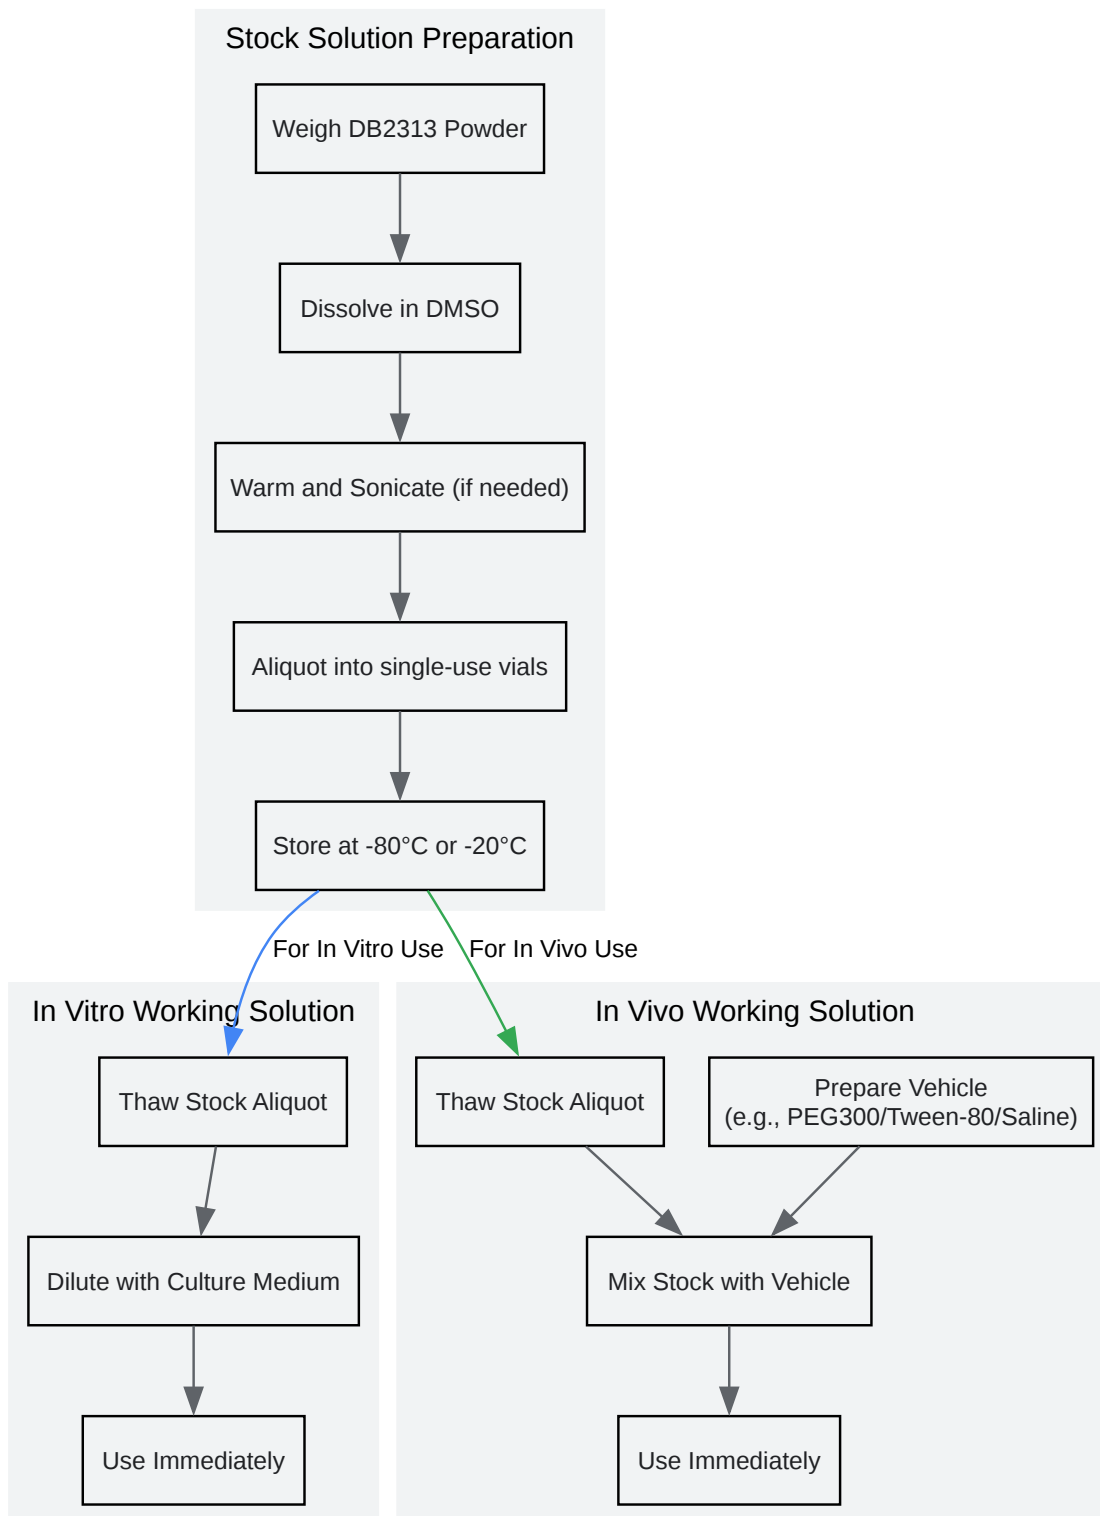 Stock Solution Preparation
Weigh DB2313 Powder
Dissolve in DMSO
Warm and Sonicate (if needed)
Aliquot into single-use vials
Store at -80°C or -20°C
For In Vitro Use
For In Vivo Use
In Vitro Working Solution
Thaw Stock Aliquot
Dilute with Culture Medium
Use Immediately
In Vivo Working Solution
Thaw Stock Aliquot
Prepare Vehicle
(e.g., PEG300/Tween-80/Saline)
Mix Stock with Vehicle
Use Immediately